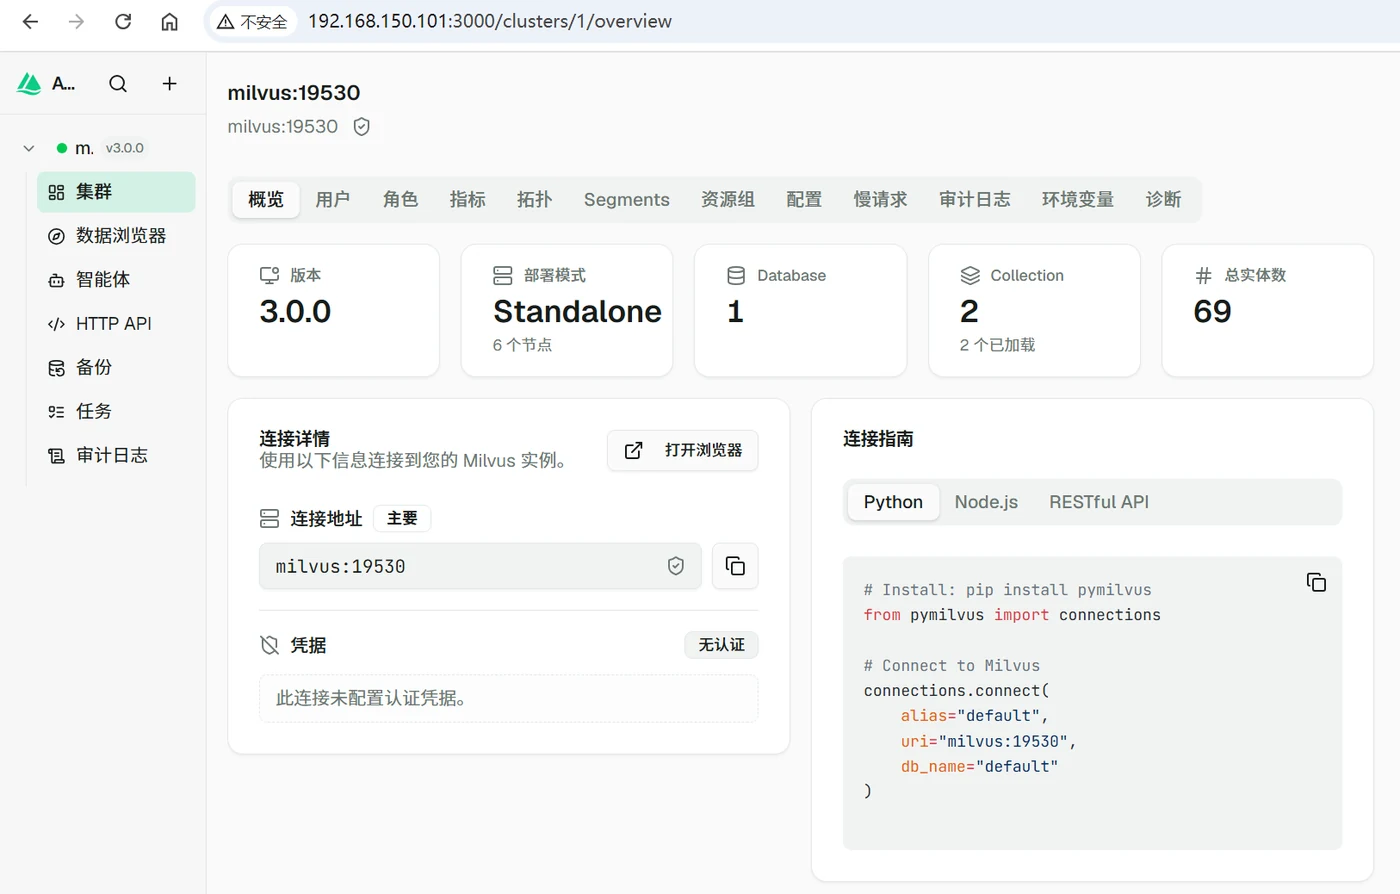 不安全
192.168.150.101:3000/clusters/1/overview
A...
m. v3.0.0
集群
数据浏览器
智能体
HTTP API
备份
任务
审计日志
milvus:19530
milvus:19530
概览 用户 角色 指标 拓扑 Segments 资源组 配置 慢请求 审计日志 环境变量 诊断
版本
3.0.0
部署模式
Standalone
6 个节点
Database
1
Collection
2
2 个已加载
总实体数
69
连接详情
使用以下信息连接到您的 Milvus 实例。
打开浏览器
连接地址 主要
milvus:19530
凭据 无认证
此连接未配置认证凭据。
连接指南
Python Node.js RESTful API
# Install: pip install pymilvus
from pymilvus import connections
# Connect to Milvus
connections.connect(
    alias="default",
    uri="milvus:19530",
    db_name="default"
)